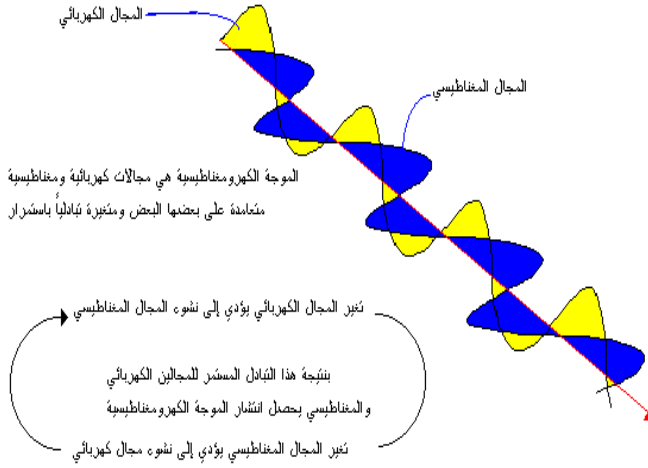 المجال الكهربائي
المجال المغناطيسي
الموجة الكهرومغناطيسية هي مجالات كهربائية ومغناطيسية
متعامدة على بعضها البعض ومتغيرة تبادلياً باستمرار
تغير المجال الكهربائي يؤدي إلى نشوء المجال المغناطيسي
بنتيجة هذا التبادل المستمر للمجالين الكهربائي
والمغناطيسي يحصل انتشار الموجة الكهرومغناطيسية
تغير المجال المغناطيسي يؤدي إلى نشوء مجال كهربائي